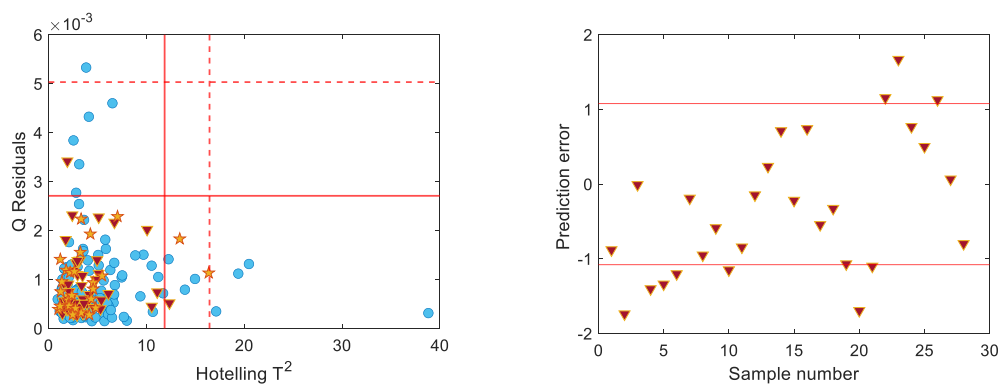 ×10⁻³
6
5
4
3
2
1
0
Q Residuals
0 10 20 30 40
Hotelling T²
2
1
0
-1
-2
Prediction error
0 5 10 15 20 25 30
Sample number